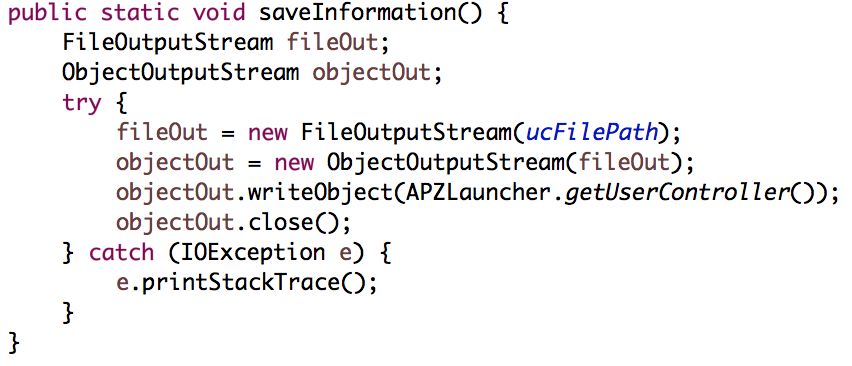 public static void saveInformation() {
    FileOutputStream fileOut;
    ObjectOutputStream objectOut;
    try {
        fileOut = new FileOutputStream(ucFilePath);
        objectOut = new ObjectOutputStream(fileOut);
        objectOut.writeObject(APZLauncher.getUserController());
        objectOut.close();
    } catch (IOException e) {
        e.printStackTrace();
    }
}